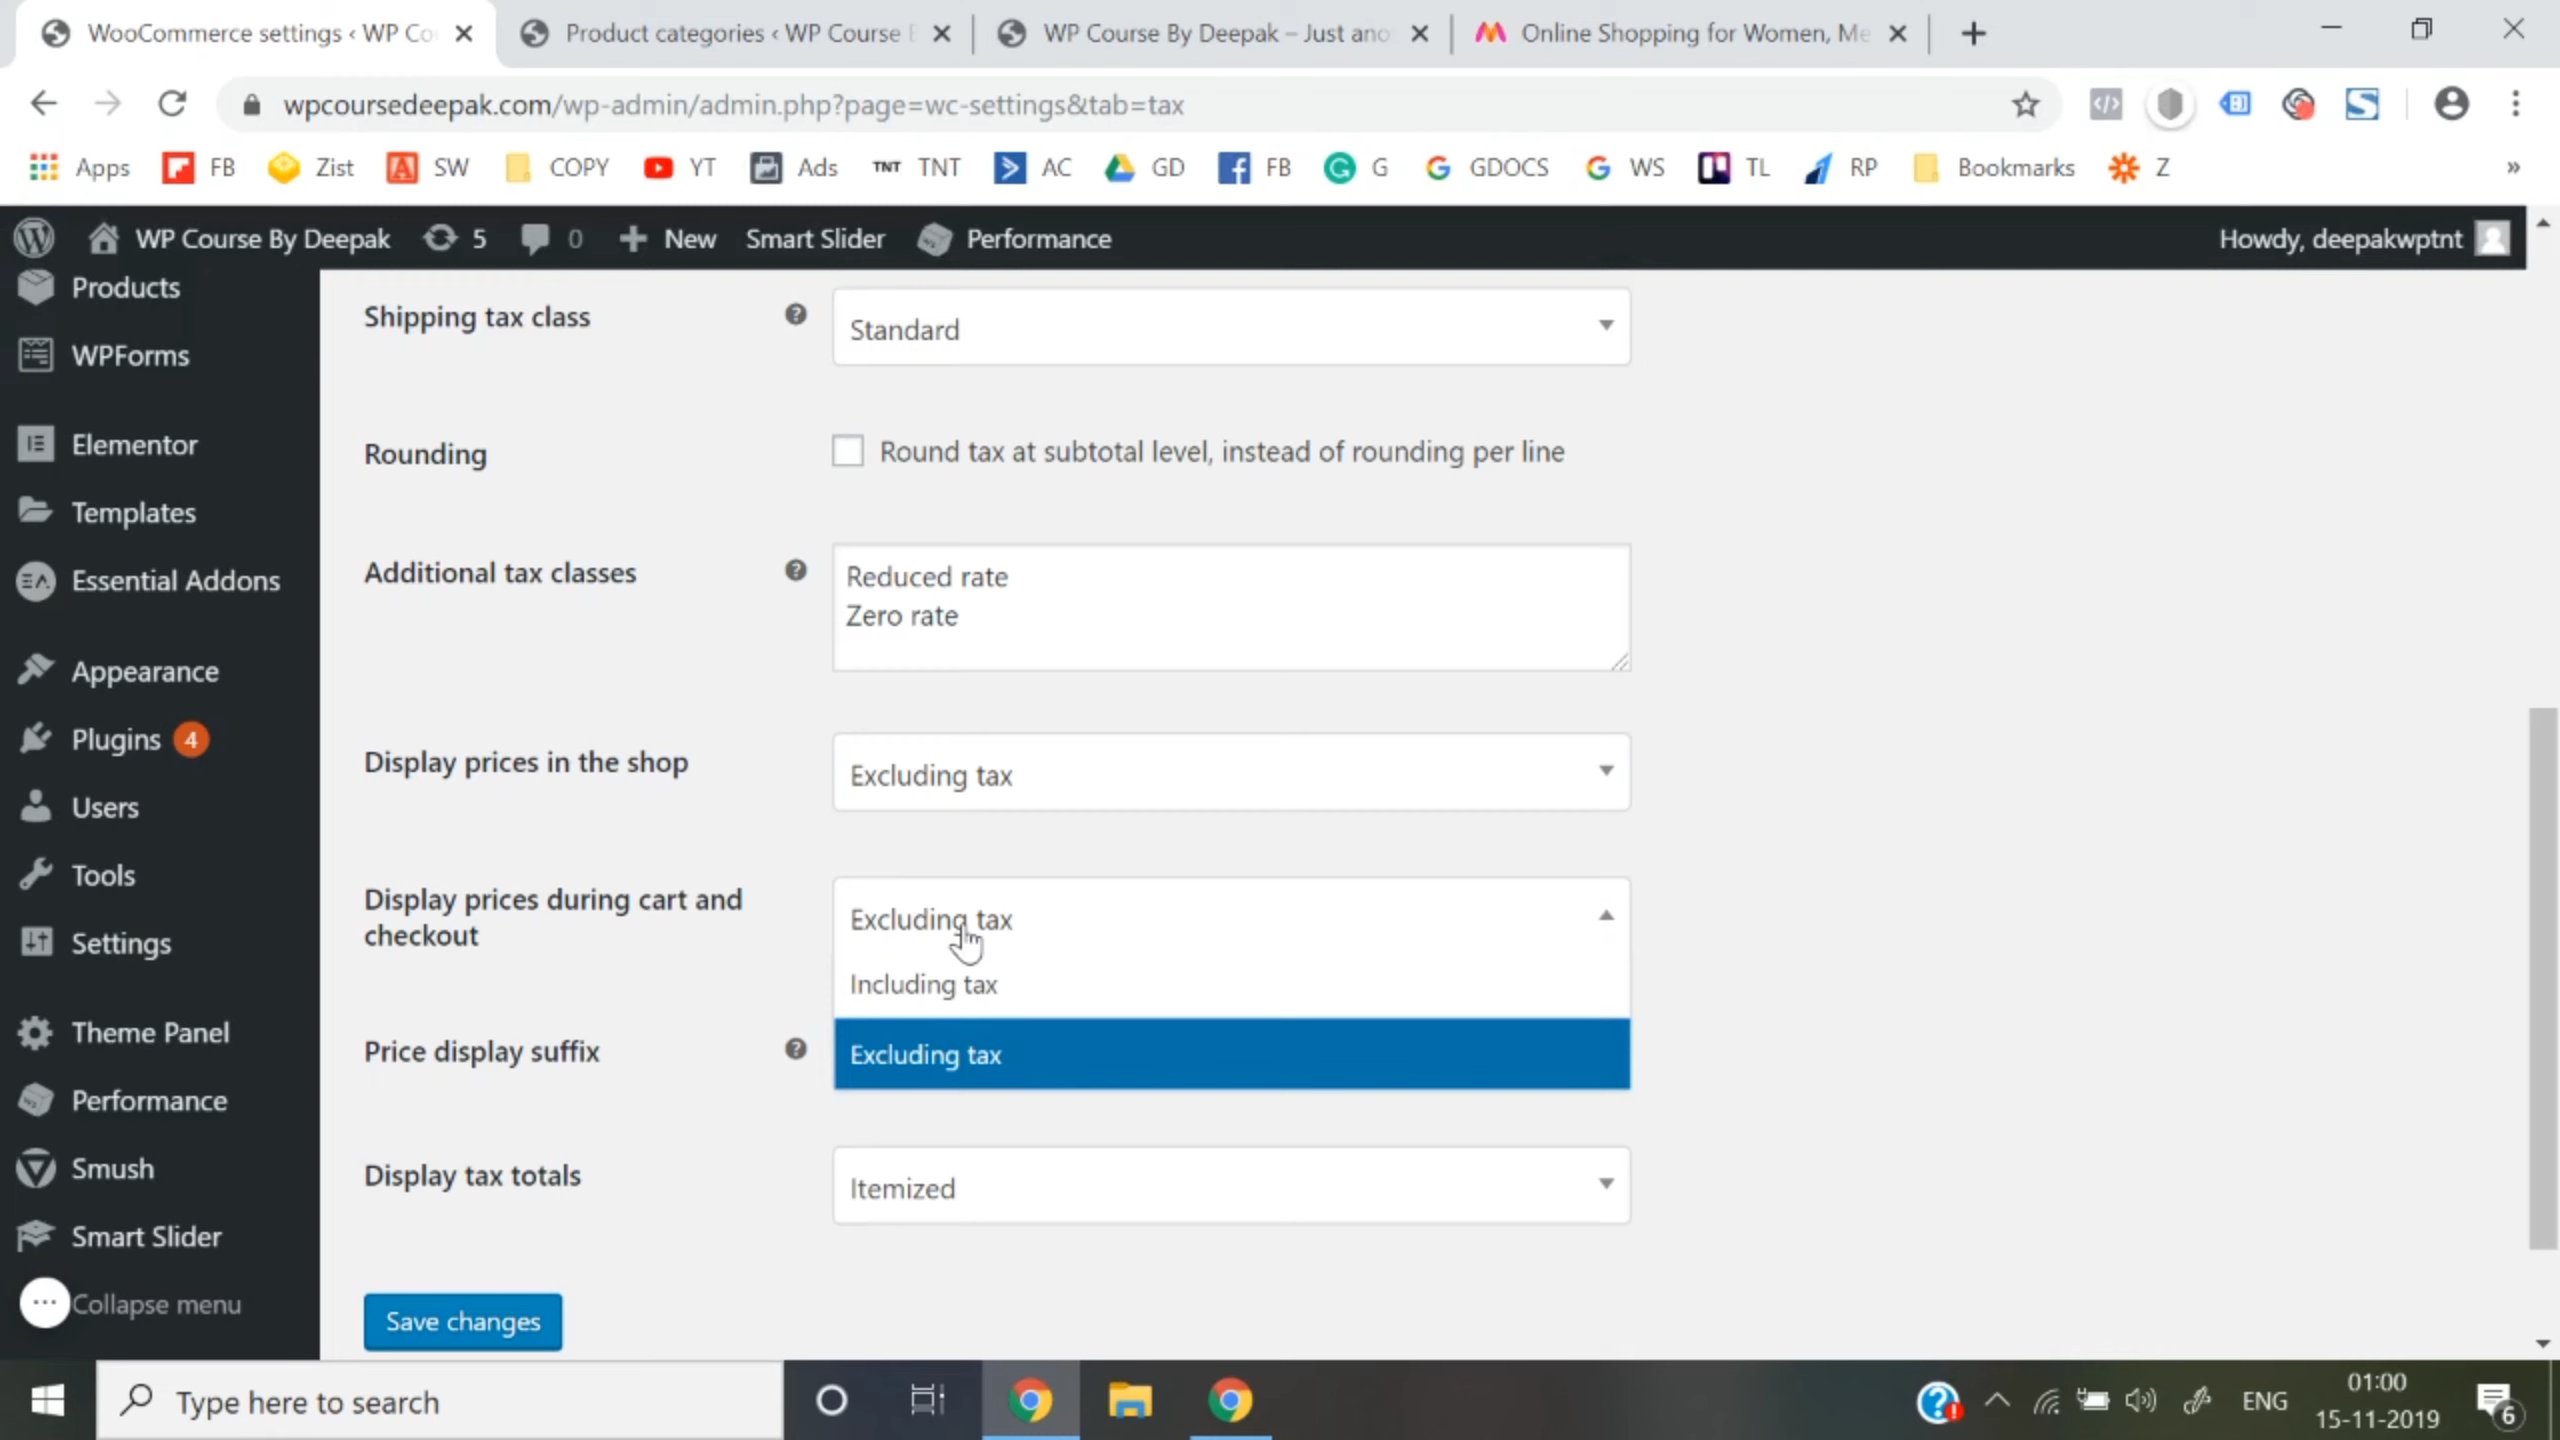 WooCommerce settings ‹ WP Co
Product categories ‹ WP Course
WP Course By Deepak – Just ano
Online Shopping for Women, Me
wpcoursedeepak.com/wp-admin/admin.php?page=wc-settings&tab=tax
Apps
FB
Zist
SW
COPY
YT
Ads
TNT TNT
AC
GD
FB
G
GDOCS
WS
TL
RP
Bookmarks
Z
»
WP Course By Deepak
5
0
New
Smart Slider
Performance
Howdy, deepakwptnt
Products
WPForms
Elementor
Templates
Essential Addons
Appearance
Plugins 4
Users
Tools
Settings
Theme Panel
Performance
Smush
Smart Slider
Collapse menu
Shipping tax class
Standard
Rounding
Round tax at subtotal level, instead of rounding per line
Additional tax classes
Reduced rate
Zero rate
Display prices in the shop
Excluding tax
Display prices during cart and
checkout
Excluding tax
Including tax
Excluding tax
Price display suffix
Display tax totals
Itemized
Save changes
Type here to search
ENG
01:00
15-11-2019
6